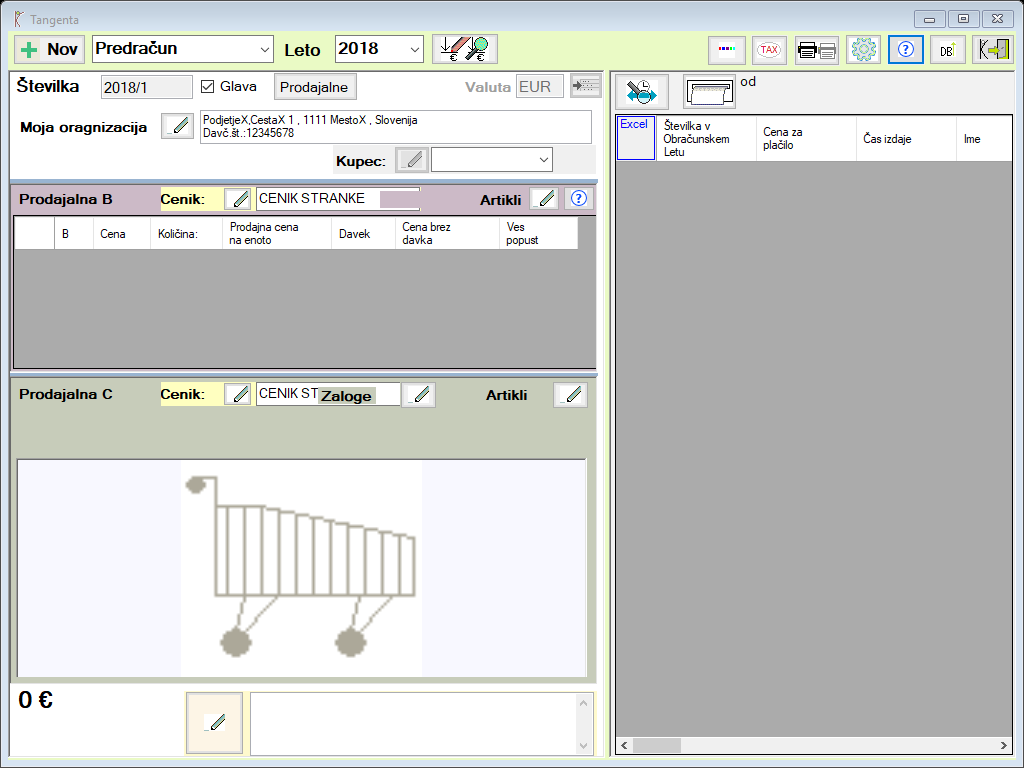 Tangenta
Nov
Predračun
Leto
2018
TAX
?
DB
Številka
2018/1
Glava
Prodajalne
Valuta
EUR
Moja oragnizacija
PodjetjeX,CestaX 1 , 1111 MestoX , Slovenija
Davč.št.:12345678
Kupec:
Prodajalna B
Cenik:
CENIK STRANKE
Artikli
?
B
Cena
Količina:
Prodajna cena
na enoto
Davek
Cena brez
davka
Ves
popust
Prodajalna C
Cenik:
CENIK ST
Zaloge
Artikli
0 €
od
Excel
Številka v
Obračunskem
Letu
Cena za
plačilo
Čas izdaje
Ime